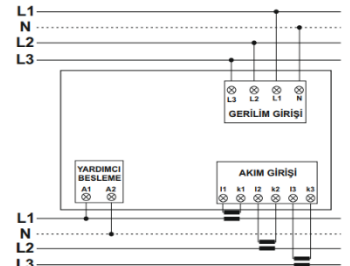 L1
N
L2
L3
L3 L2 L1 N
GERİLİM GİRİŞİ
YARDIMCI
BESLEME
A1 A2
AKIM GİRİŞİ
l1 k1 l2 k2 l3 k3
L1
N
L2
L3